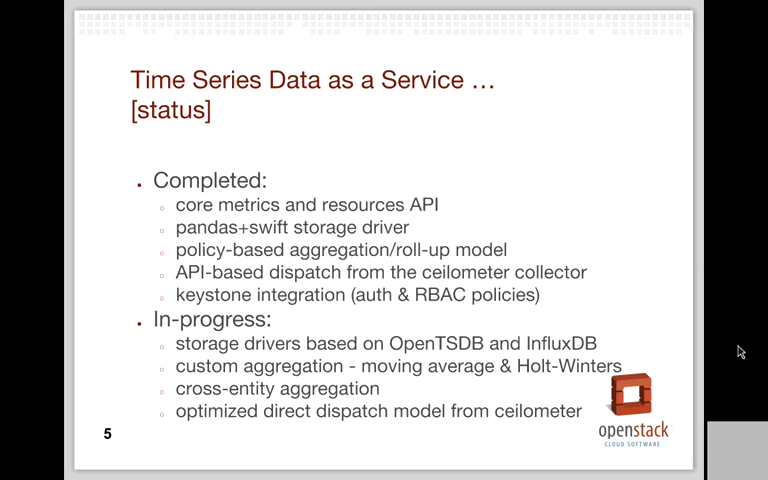 Time Series Data as a Service …
[status]
Completed:
core metrics and resources API
pandas+swift storage driver
policy-based aggregation/roll-up model
API-based dispatch from the ceilometer collector
keystone integration (auth & RBAC policies)
In-progress:
storage drivers based on OpenTSDB and InfluxDB
custom aggregation - moving average & Holt-Winters
cross-entity aggregation
optimized direct dispatch model from ceilometer
5
openstack
CLOUD SOFTWARE